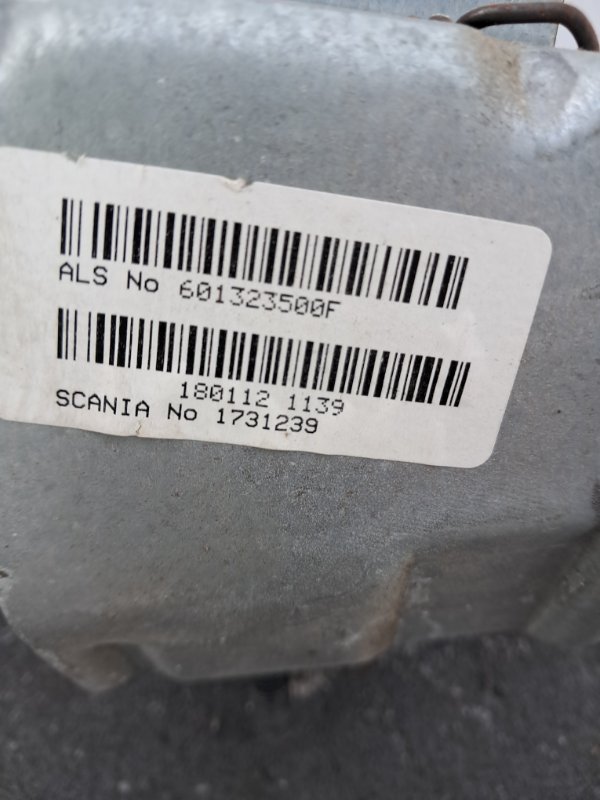 ALS No 601323500F
180112 1139
SCANIA No 1731239